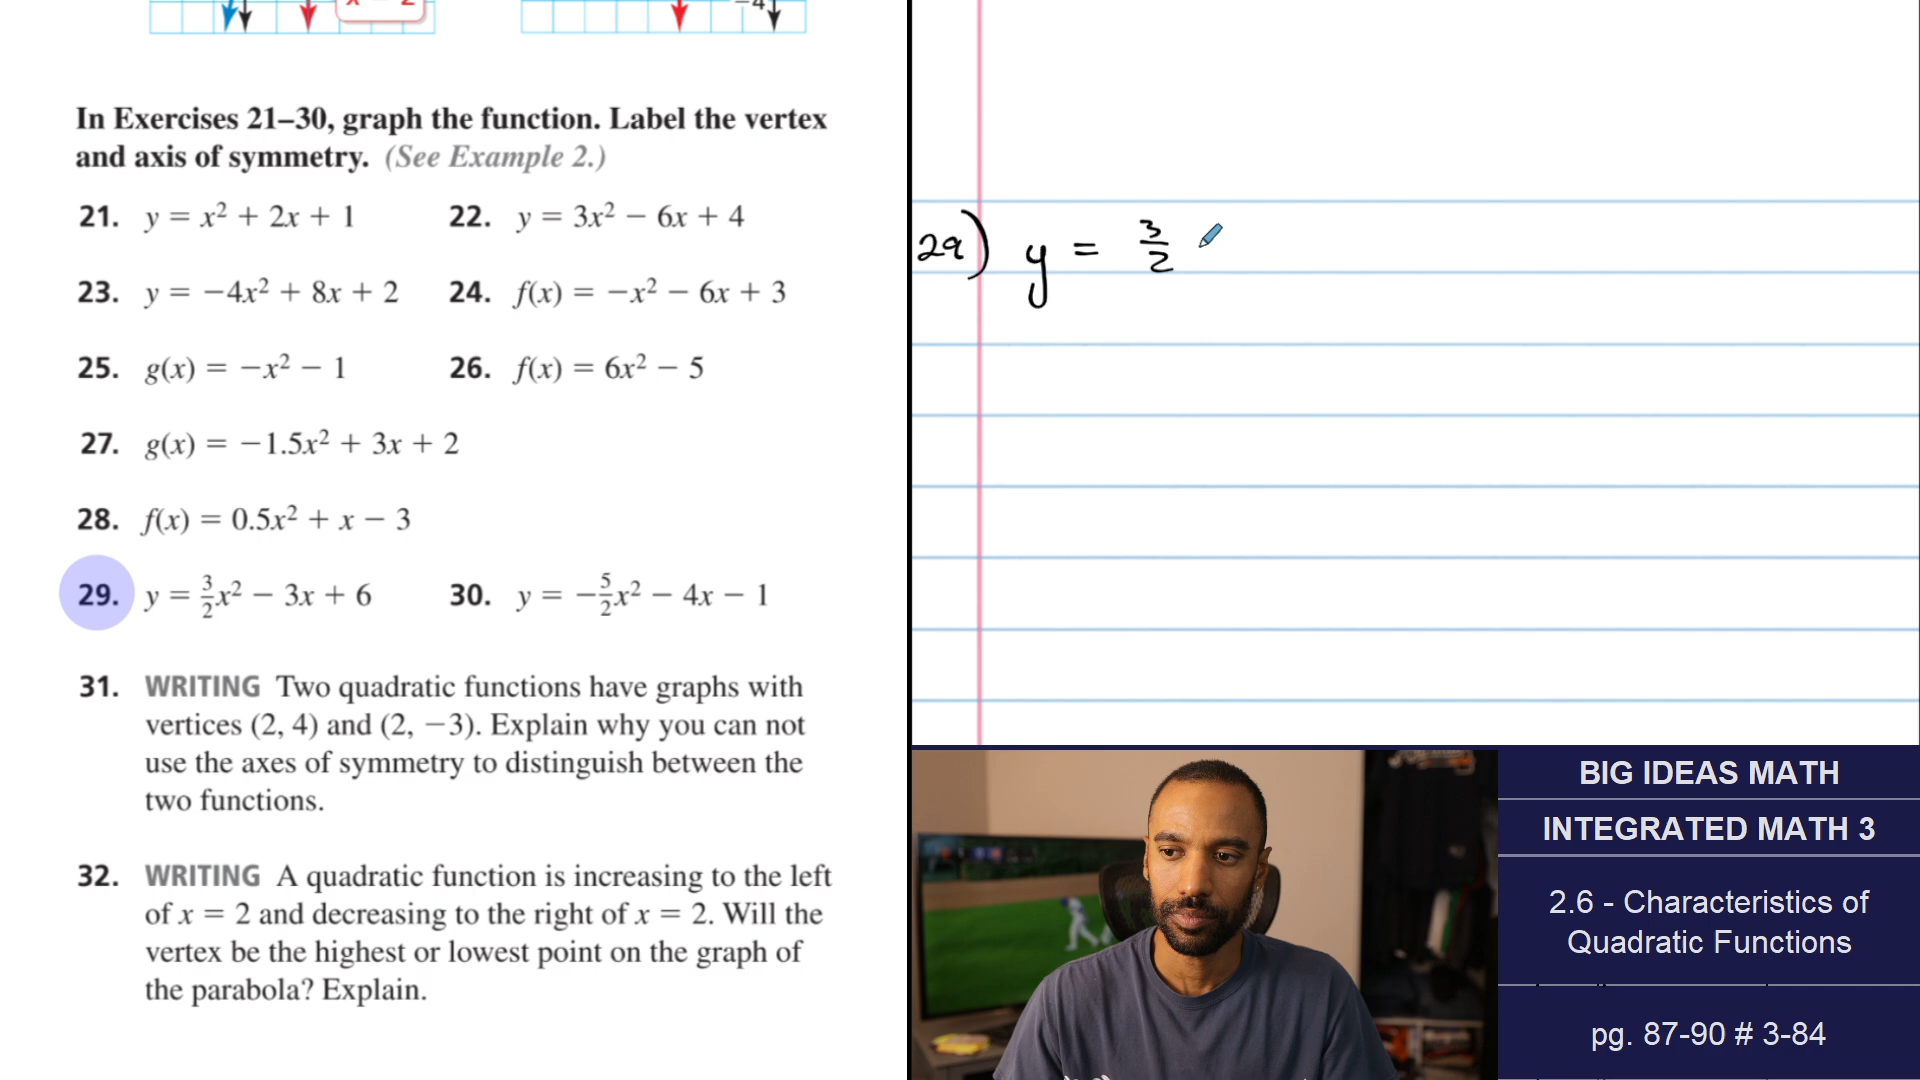 In Exercises 21–30, graph the function. Label the vertex
and axis of symmetry. (See Example 2.)
21. y = x² + 2x + 1
22. y = 3x² − 6x + 4
23. y = −4x² + 8x + 2
24. f(x) = −x² − 6x + 3
25. g(x) = −x² − 1
26. f(x) = 6x² − 5
27. g(x) = −1.5x² + 3x + 2
28. f(x) = 0.5x² + x − 3
29. y = 3/2x² − 3x + 6
30. y = −5/2x² − 4x − 1
31. WRITING Two quadratic functions have graphs with
vertices (2, 4) and (2, −3). Explain why you can not
use the axes of symmetry to distinguish between the
two functions.
32. WRITING A quadratic function is increasing to the left
of x = 2 and decreasing to the right of x = 2. Will the
vertex be the highest or lowest point on the graph of
the parabola? Explain.
29) y = 3/2
BIG IDEAS MATH
INTEGRATED MATH 3
2.6 - Characteristics of
Quadratic Functions
pg. 87-90 # 3-84